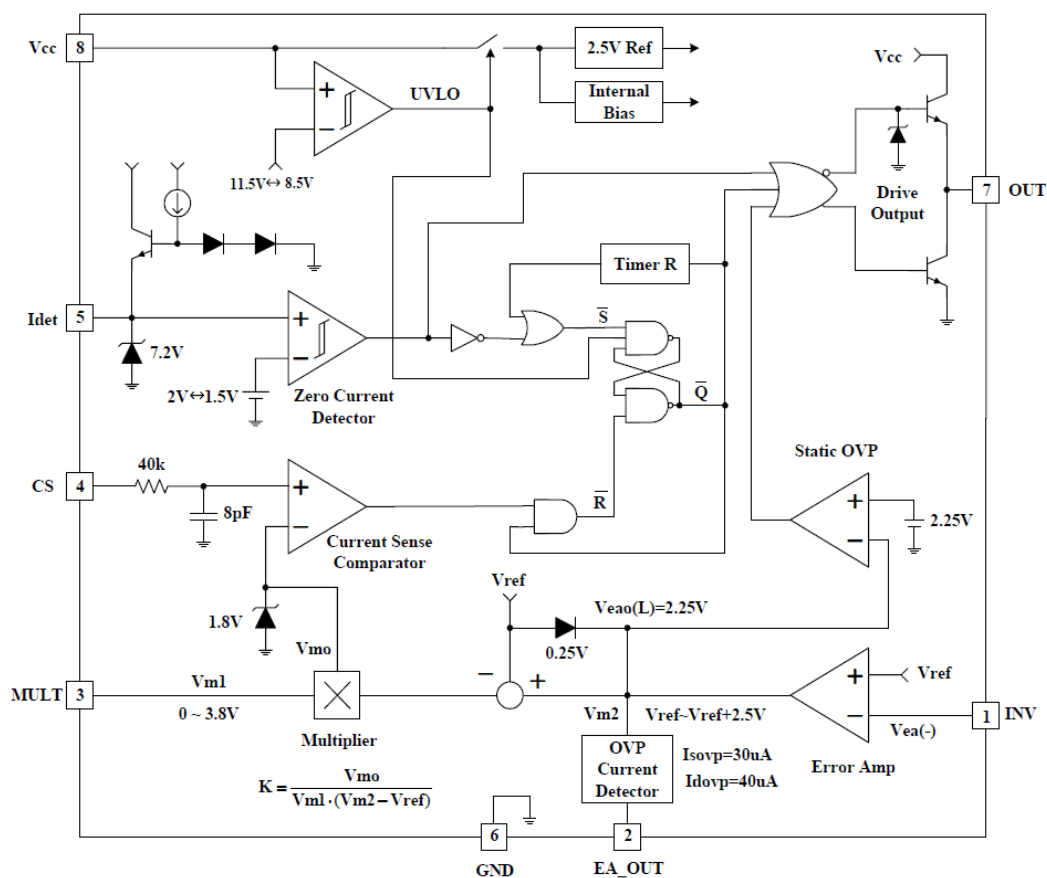 Vcc
8
2.5V Ref
Vcc
UVLO
Internal
Bias
+
−
11.5V↔8.5V
Drive
Output
7
OUT
Timer R
Idet
5
+
−
S̅
7.2V
2V↔1.5V
Zero Current
Detector
Q̅
Static OVP
CS
4
40k
8pF
+
−
R̅
+
−
2.25V
Current Sense
Comparator
Vref
Veao(L)=2.25V
1.8V
0.25V
Vmo
MULT
3
Vm1
0 ~ 3.8V
−
+
+
−
Vref
Multiplier
Vm2
Vref~Vref+2.5V
Vea(-)
1
INV
OVP
Current
Detector
Isovp=30uA
Idovp=40uA
Error Amp
K = Vmo / Vm1·(Vm2−Vref)
6
GND
2
EA_OUT